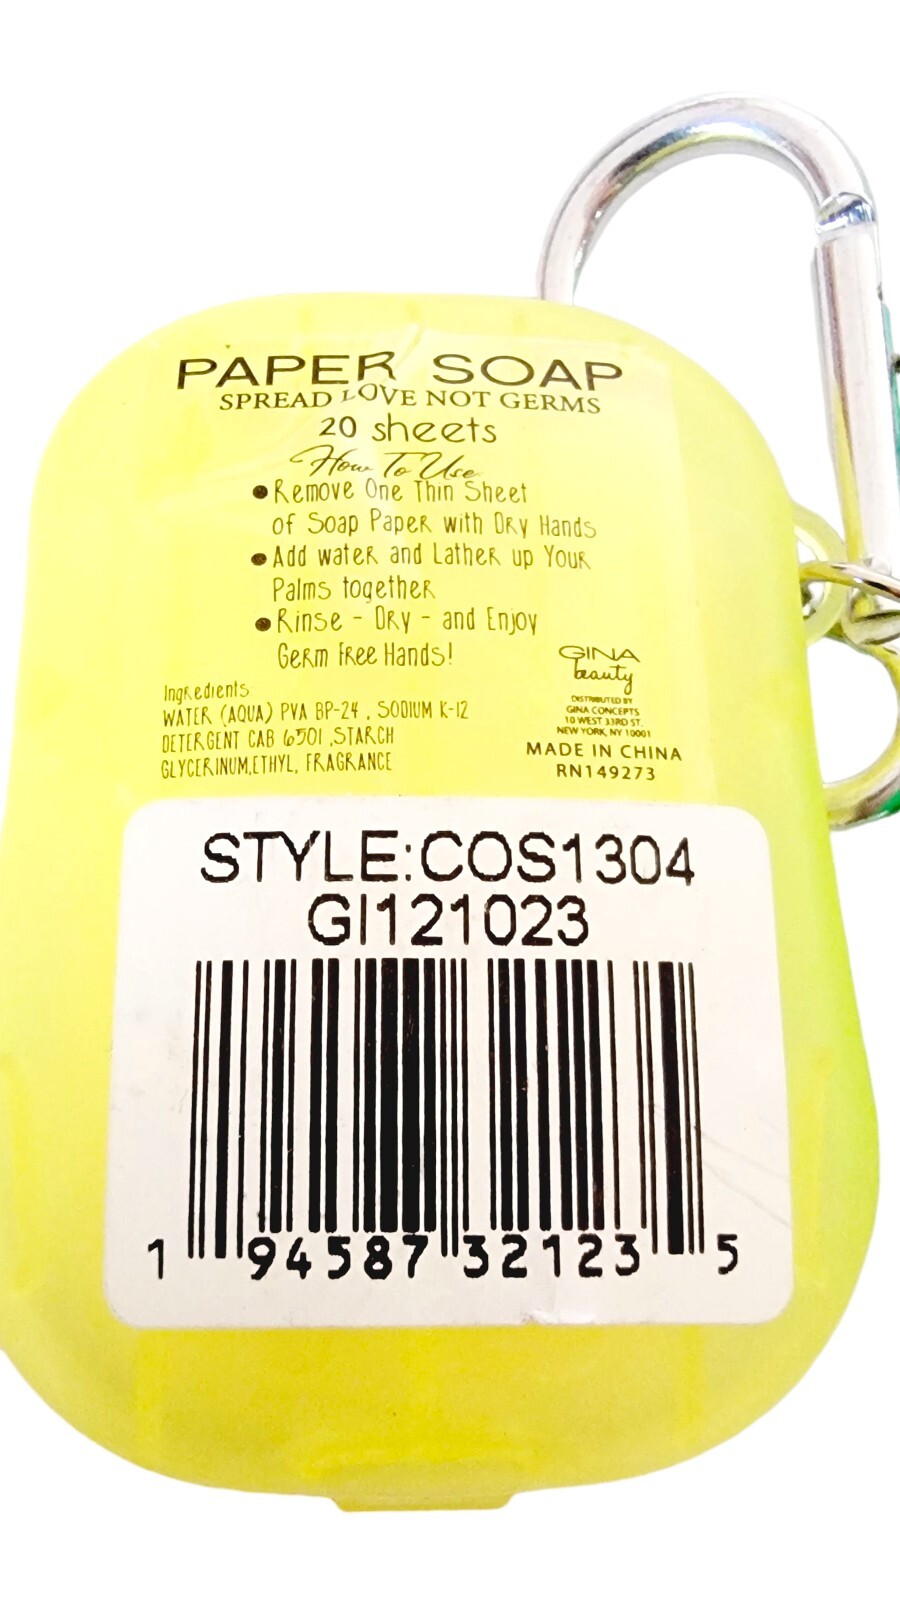 PAPER SOAP
SPREAD LOVE NOT GERMS
20 sheets
How To Use
● Remove One Thin Sheet
of Soap Paper with Dry Hands
● Add water and Lather up Your
Palms together
● Rinse - Dry - and Enjoy
Germ Free Hands!
Ingredients
WATER (AQUA) PVA BP-24 , SODIUM K-12
DETERGENT CAB 6501 ,STARCH
GLYCERINUM,ETHYL, FRAGRANCE
GINA
beauty
DISTRIBUTED BY
GINA CONCEPTS
10 WEST 33RD ST.
NEW YORK, NY 10001
MADE IN CHINA
RN149273
STYLE:COS1304
GI121023
1 94587 32123 5